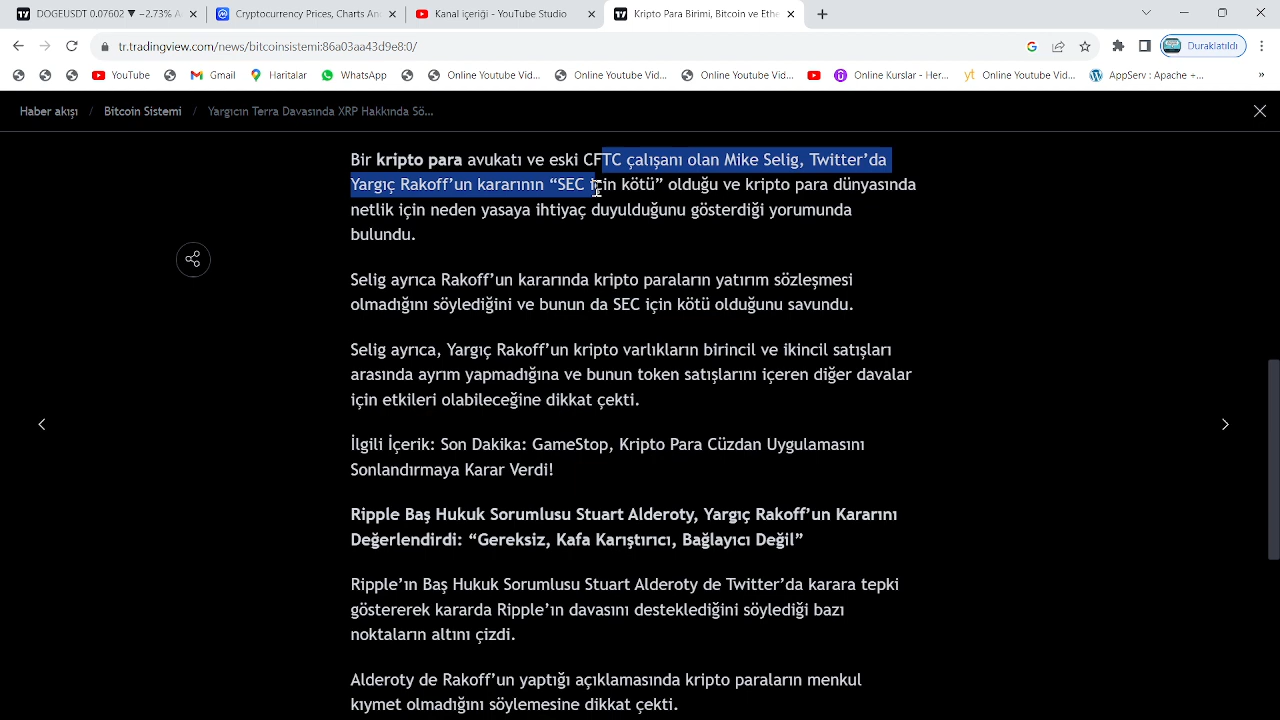 DOGEUSDT 0.07602 ▼ −2.73% A
Cryptocurrency Prices, Charts An
Kanal içeriği - YouTube Studio
Kripto Para Birimi, Bitcoin ve Ethe
tr.tradingview.com/news/bitcoinsistemi:86a03aa43d9e8:0/
Duraklatıldı
YouTube
Gmail
Haritalar
WhatsApp
Online Youtube Vid...
Online Youtube Vid...
Online Youtube Vid...
Online Kurslar - Her...
yt Online Youtube Vid...
AppServ : Apache +...
»
Haber akışı / Bitcoin Sistemi / Yargıcın Terra Davasında XRP Hakkında Sö...
Bir kripto para avukatı ve eski CFTC çalışanı olan Mike Selig, Twitter’da
Yargıç Rakoff’un kararının “SEC için kötü” olduğu ve kripto para dünyasında
netlik için neden yasaya ihtiyaç duyulduğunu gösterdiği yorumunda
bulundu.
Selig ayrıca Rakoff’un kararında kripto paraların yatırım sözleşmesi
olmadığını söylediğini ve bunun da SEC için kötü olduğunu savundu.
Selig ayrıca, Yargıç Rakoff’un kripto varlıkların birincil ve ikincil satışları
arasında ayrım yapmadığına ve bunun token satışlarını içeren diğer davalar
için etkileri olabileceğine dikkat çekti.
İlgili İçerik: Son Dakika: GameStop, Kripto Para Cüzdan Uygulamasını
Sonlandırmaya Karar Verdi!
Ripple Baş Hukuk Sorumlusu Stuart Alderoty, Yargıç Rakoff’un Kararını
Değerlendirdi: “Gereksiz, Kafa Karıştırıcı, Bağlayıcı Değil”
Ripple’ın Baş Hukuk Sorumlusu Stuart Alderoty de Twitter’da karara tepki
göstererek kararda Ripple’ın davasını desteklediğini söylediği bazı
noktaların altını çizdi.
Alderoty de Rakoff’un yaptığı açıklamasında kripto paraların menkul
kıymet olmadığını söylemesine dikkat çekti.